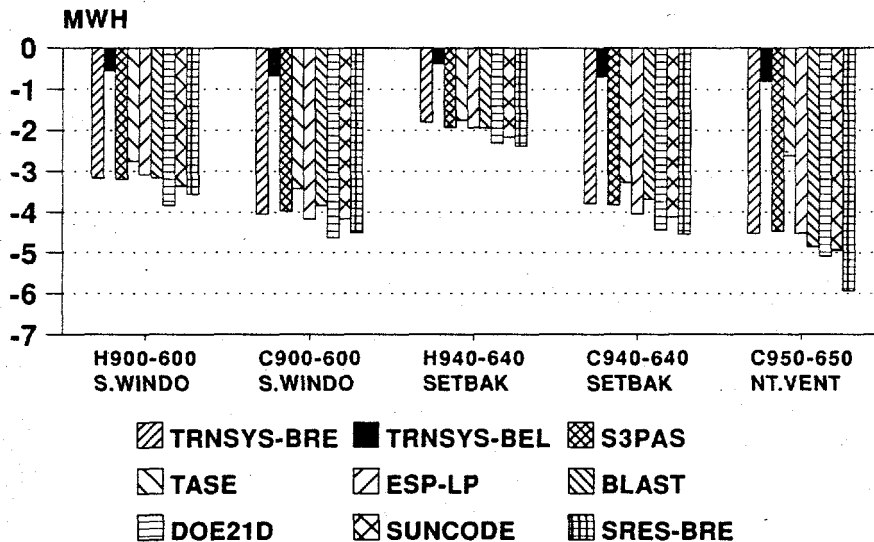 MWH
0
-1
-2
-3
-4
-5
-6
-7
H900-600 C900-600 H940-640 C940-640 C950-650
S.WINDO S.WINDO SETBAK SETBAK NT.VENT
TRNSYS-BRE TRNSYS-BEL S3PAS
TASE ESP-LP BLAST
DOE21D SUNCODE SRES-BRE